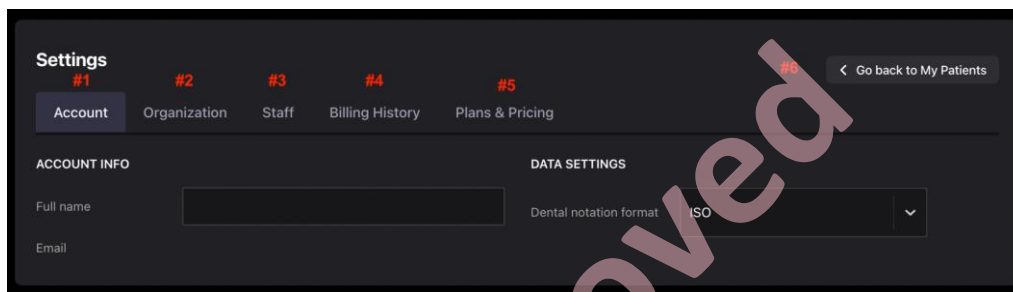 Settings
#1 #2 #3 #4 #5 #6
< Go back to My Patients
Account Organization Staff Billing History Plans & Pricing
ACCOUNT INFO DATA SETTINGS
Full name
Dental notation format ISO
Email